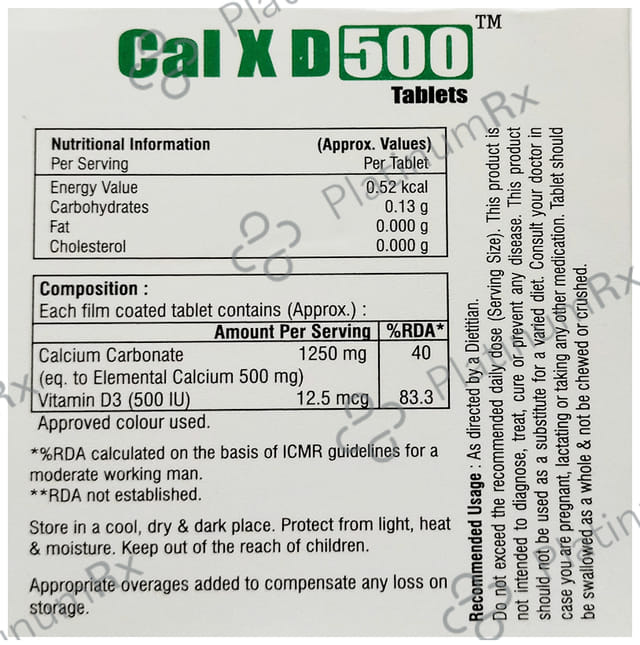 Cal X D 500 TM
Tablets
Nutritional Information (Approx. Values)
Per Serving Per Tablet
Energy Value 0.52 kcal
Carbohydrates 0.13 g
Fat 0.000 g
Cholesterol 0.000 g
Composition :
Each film coated tablet contains (Approx.) :
Amount Per Serving %RDA*
Calcium Carbonate 1250 mg 40
(eq. to Elemental Calcium 500 mg)
Vitamin D3 (500 IU) 12.5 mcg 83.3
Approved colour used.
*%RDA calculated on the basis of ICMR guidelines for a
moderate working man.
**RDA not established.
Store in a cool, dry & dark place. Protect from light, heat
& moisture. Keep out of the reach of children.
Appropriate overages added to compensate any loss on
storage.
Recommended Usage : As directed by a Dietitian.
Do not exceed the recommended daily dose (Serving Size). This product is
not intended to diagnose, treat, cure or prevent any disease. This product
should not be used as a substitute for a varied diet. Consult your doctor in
case you are pregnant, lactating or taking any other medication. Tablet should
be swallowed as a whole & not be chewed or crushed.
PlatinumRx
PlatinumRx